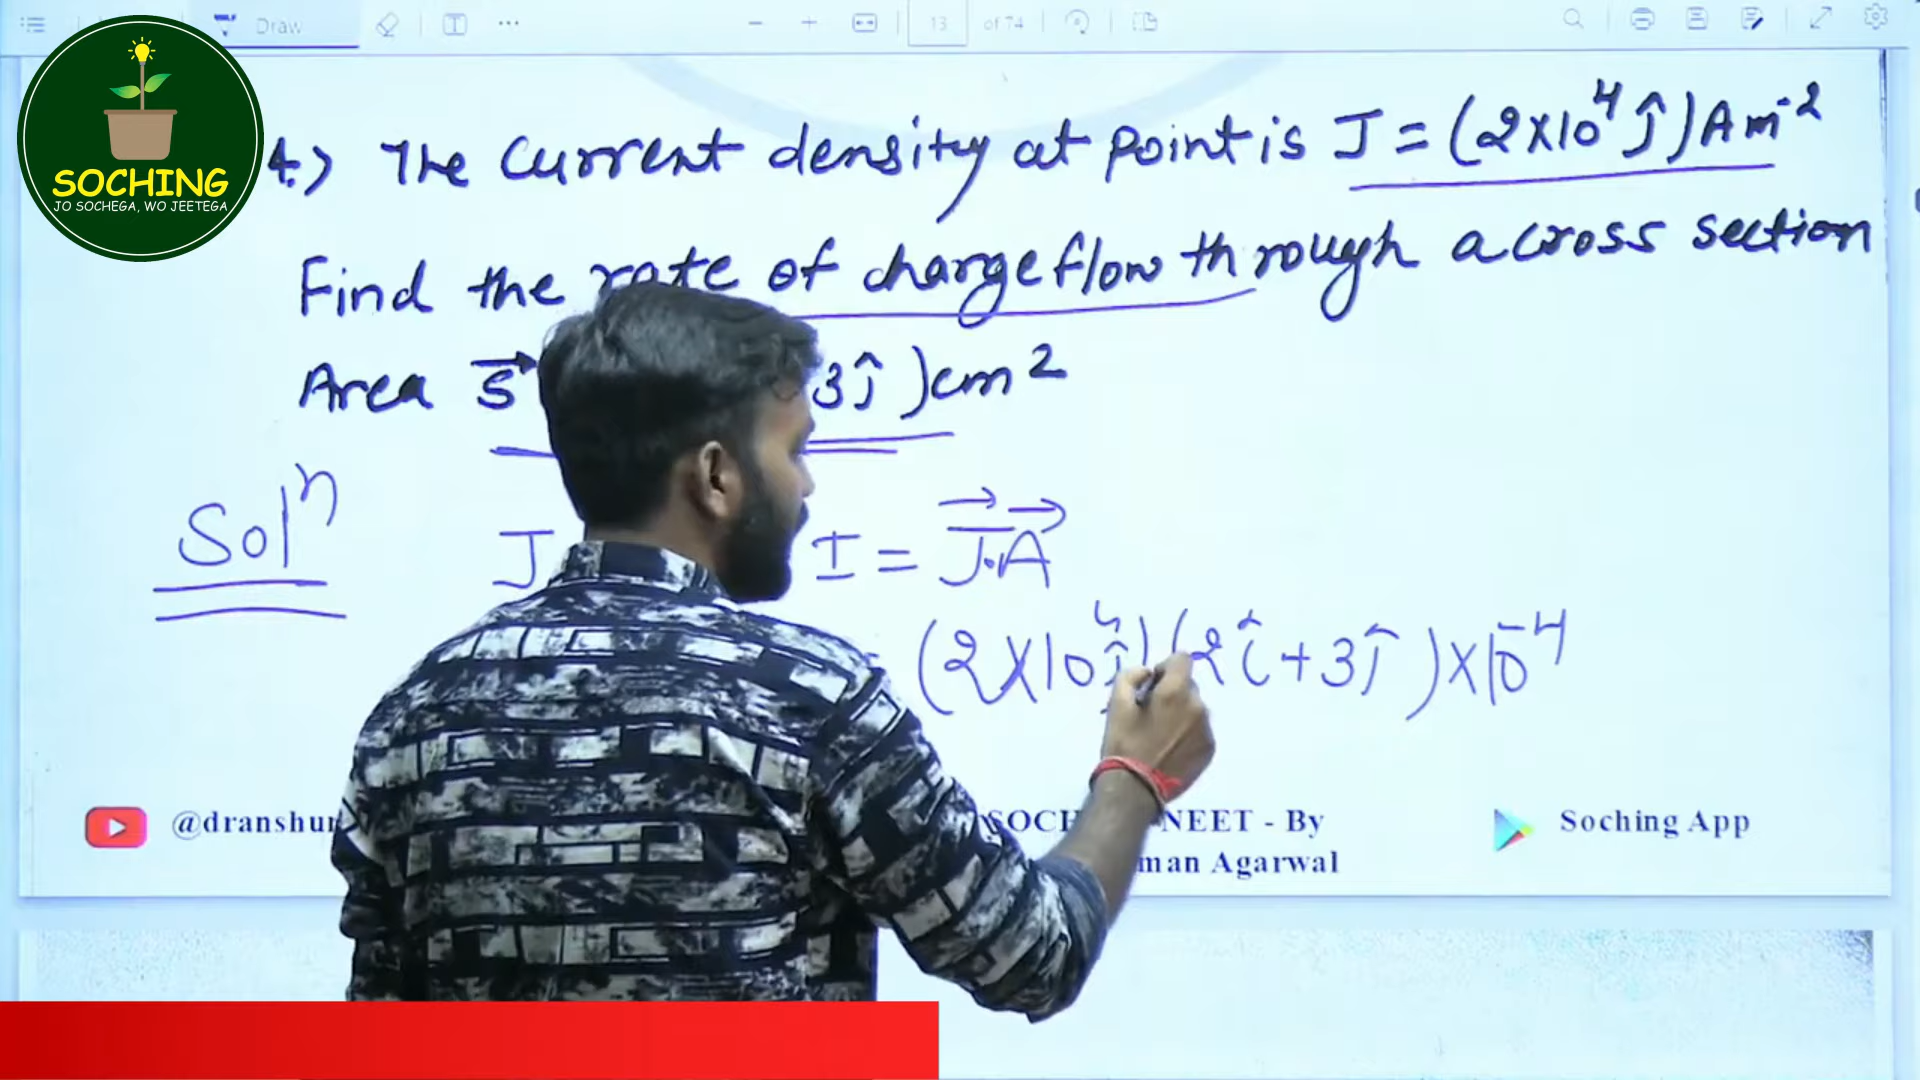 Draw
13 of 74
SOCHING
JO SOCHEGA, WO JEETEGA
4.) The current density at point is J = (2×10⁴ ĵ) Am⁻²
Find the rate of charge flow through a cross section
Area S⃗ 3ĵ )cm²
Solⁿ
J I = J⃗.A⃗
(2×10⁴ ĵ) (2î+3ĵ )×10⁻⁴
@dranshu NEET - By
Agarwal
Soching App